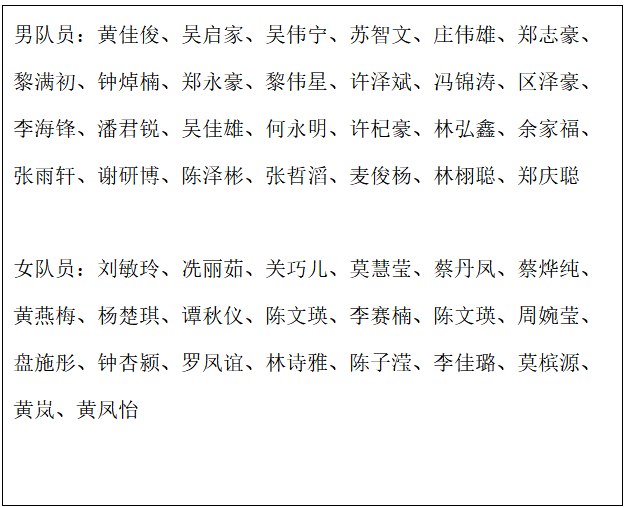 男队员：黄佳俊、吴启家、吴伟宁、苏智文、庄伟雄、郑志豪、
黎满初、钟焯楠、郑永豪、黎伟星、许泽斌、冯锦涛、区泽豪、
李海锋、潘君锐、吴佳雄、何永明、许杞豪、林弘鑫、余家福、
张雨轩、谢研博、陈泽彬、张哲滔、麦俊杨、林栩聪、郑庆聪
女队员：刘敏玲、冼丽茹、关巧儿、莫慧莹、蔡丹凤、蔡烨纯、
黄燕梅、杨楚琪、谭秋仪、陈文瑛、李赛楠、陈文瑛、周婉莹、
盘施彤、钟杏颍、罗凤谊、林诗雅、陈子滢、李佳璐、莫槟源、
黄岚、黄凤怡